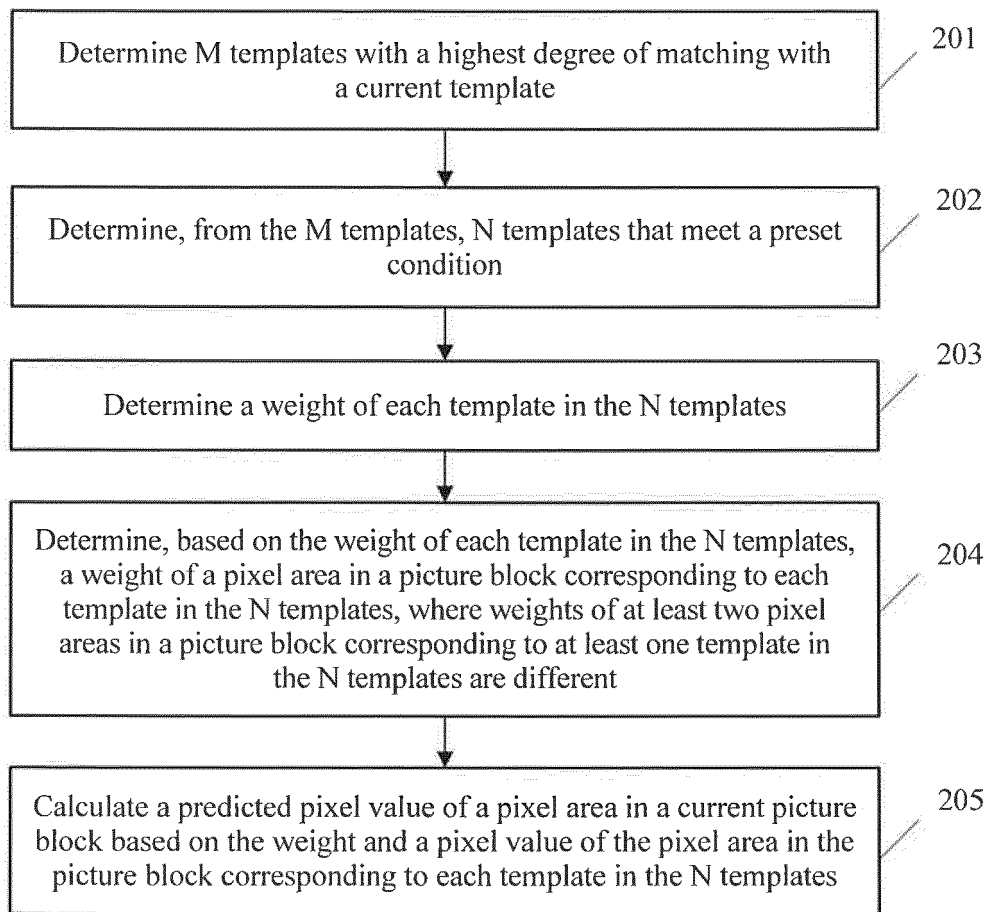 Determine M templates with a highest degree of matching with
a current template
201
Determine, from the M templates, N templates that meet a preset
condition
202
Determine a weight of each template in the N templates
203
Determine, based on the weight of each template in the N templates,
a weight of a pixel area in a picture block corresponding to each
template in the N templates, where weights of at least two pixel
areas in a picture block corresponding to at least one template in
the N templates are different
204
Calculate a predicted pixel value of a pixel area in a current picture
block based on the weight and a pixel value of the pixel area in the
picture block corresponding to each template in the N templates
205